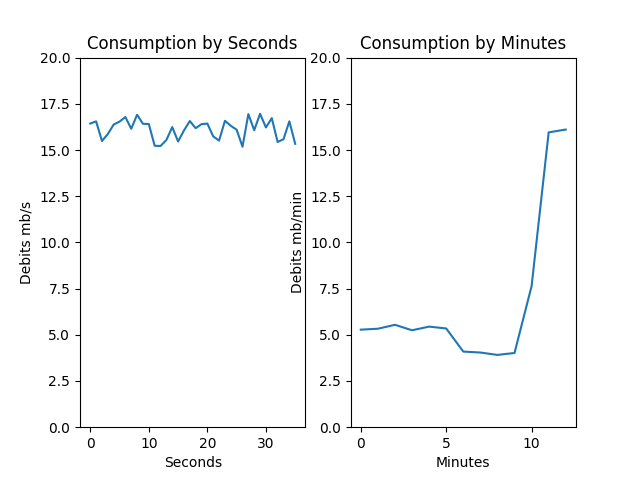 Consumption by Seconds
20.0
17.5
15.0
12.5
10.0
7.5
5.0
2.5
0.0
Debits mb/s
0 10 20 30
Seconds
Consumption by Minutes
20.0
17.5
15.0
12.5
10.0
7.5
5.0
2.5
0.0
Debits mb/min
0 5 10
Minutes